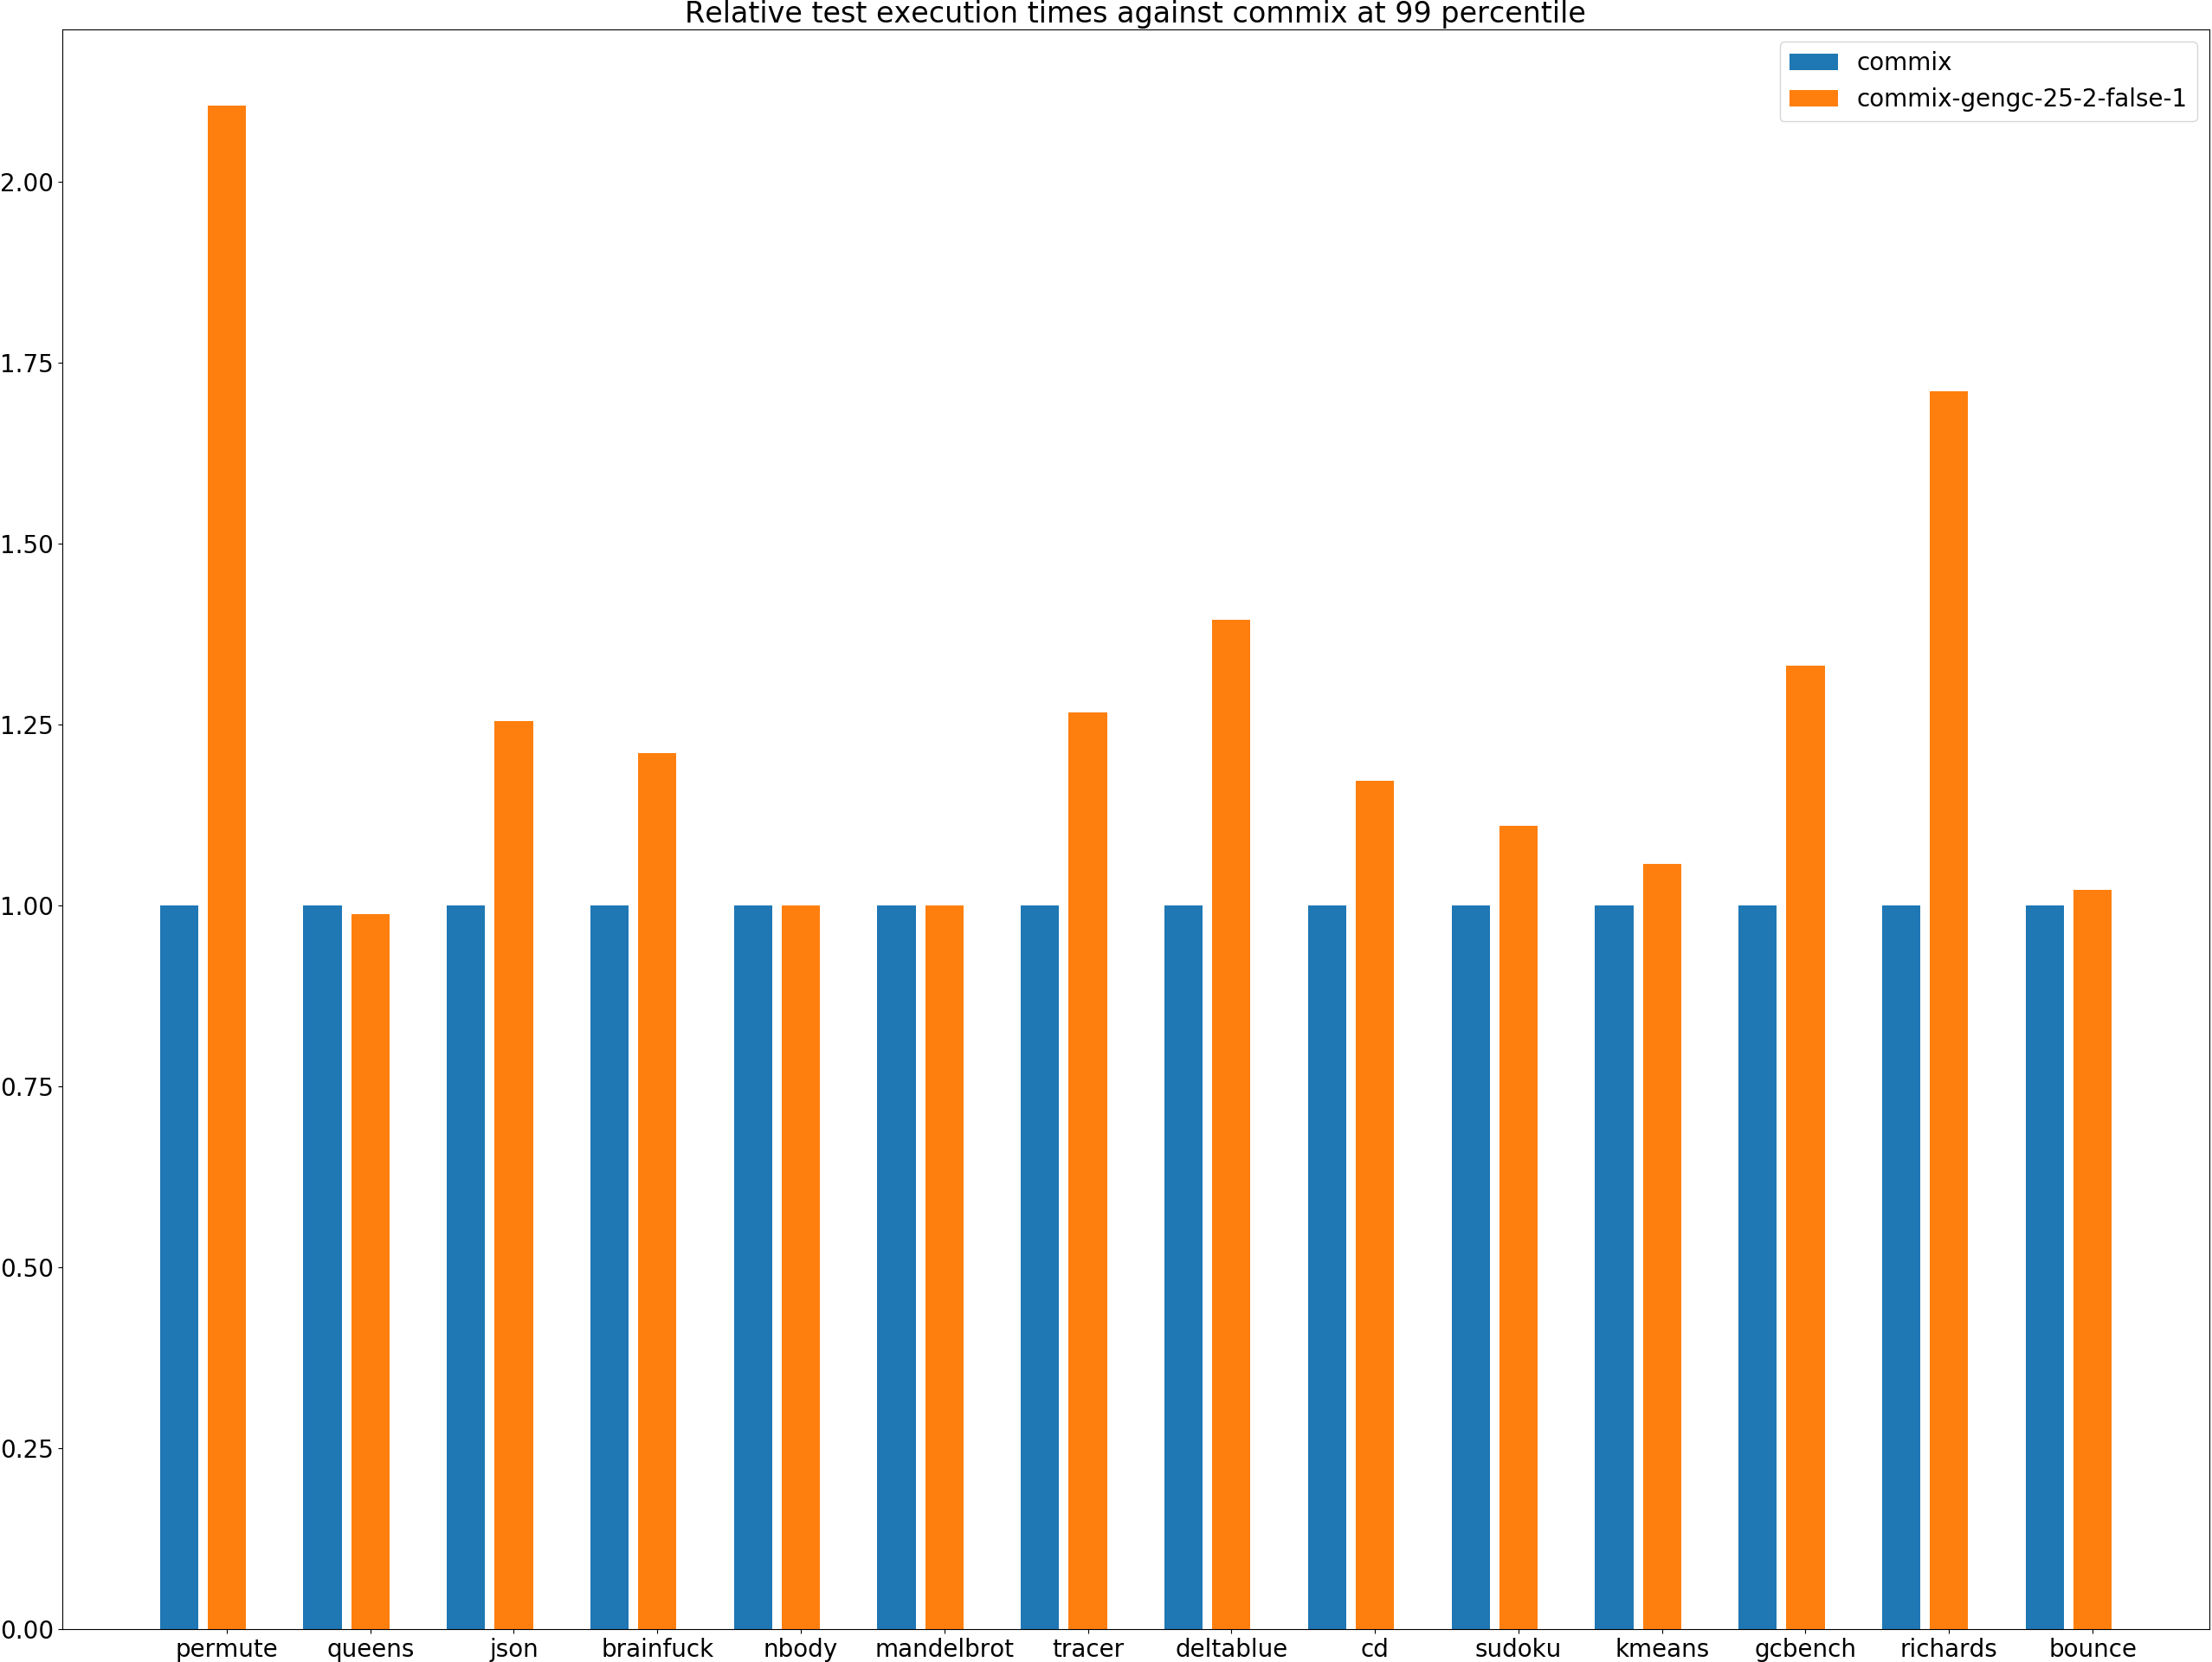 Relative test execution times against commix at 99 percentile
commix
commix-gengc-25-2-false-1
2.00
1.75
1.50
1.25
1.00
0.75
0.50
0.25
0.00
permute queens json brainfuck nbody mandelbrot tracer deltablue cd sudoku kmeans gcbench richards bounce